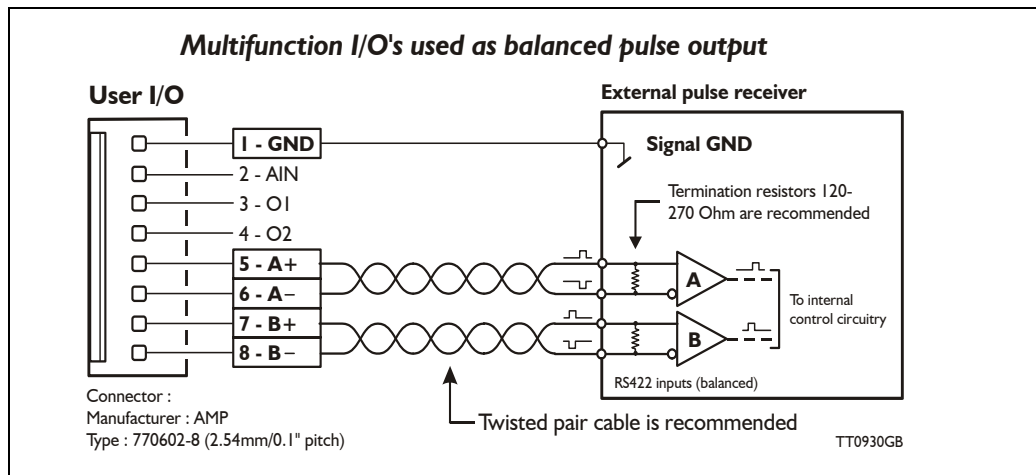 Multifunction I/O's used as balanced pulse output
User I/O
External pulse receiver
1 - GND
Signal GND
2 - AIN
3 - O1
4 - O2
Termination resistors 120-
270 Ohm are recommended
5 - A+
6 - A−
7 - B+
8 - B−
A
B
To internal
control circuitry
RS422 inputs (balanced)
Connector :
Manufacturer : AMP
Type : 770602-8 (2.54mm/0.1" pitch)
Twisted pair cable is recommended
TT0930GB